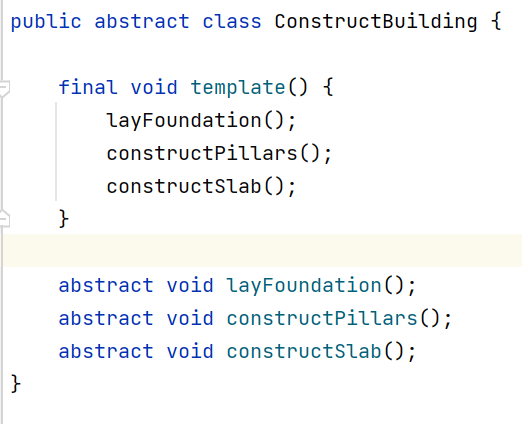 public abstract class ConstructBuilding {
final void template() {
layFoundation();
constructPillars();
constructSlab();
}
abstract void layFoundation();
abstract void constructPillars();
abstract void constructSlab();
}